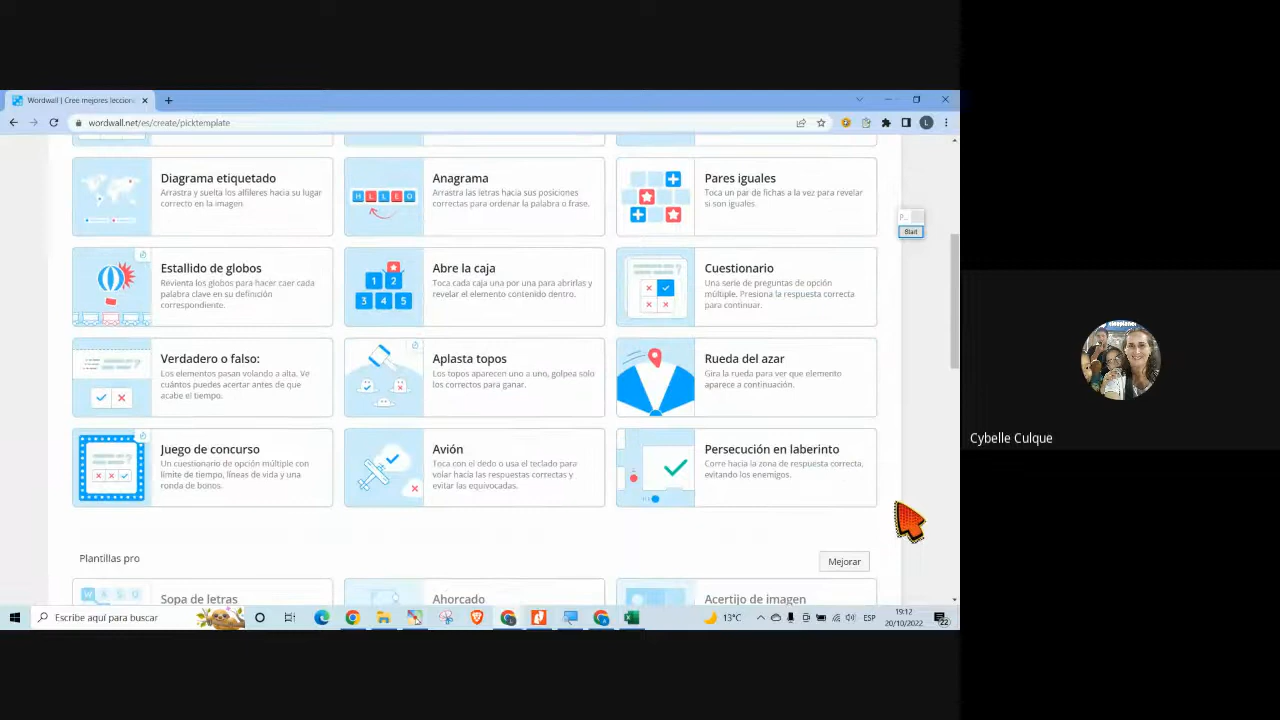 Wordwall | Cree mejores leccion
wordwall.net/es/create/picktemplate
Diagrama etiquetado
Arrastra y suelta los alfileres hacia su lugar
correcto en la imagen.
Anagrama
Arrastra las letras hacia sus posiciones
correctas para ordenar la palabra o frase.
Pares iguales
Toca un par de fichas a la vez para revelar
si son iguales
Start
Estallido de globos
Revienta los globos para hacer caer cada
palabra clave en su definición
correspondiente.
Abre la caja
Toca cada caja una por una para abrirlas y
revelar el elemento contenido dentro.
Cuestionario
Una serie de preguntas de opción
múltiple. Presiona la respuesta correcta
para continuar.
Verdadero o falso:
Los elementos pasan volando a alta. Ve
cuántos puedes acertar antes de que
acabe el tiempo.
Aplasta topos
Los topos aparecen uno a uno, golpea solo
los correctos para ganar.
Rueda del azar
Gira la rueda para ver que elemento
aparece a continuación.
Juego de concurso
Un cuestionario de opción múltiple con
límite de tiempo, líneas de vida y una
ronda de bonos.
Avión
Toca con el dedo o usa el teclado para
volar hacia las respuestas correctas y
evitar las equivocadas.
Persecución en laberinto
Corre hacia la zona de respuesta correcta,
evitando los enemigos.
Plantillas pro
Mejorar
Sopa de letras
Ahorcado
Acertijo de imagen
Escribe aquí para buscar
13°C
ESP
19:12
20/10/2022
22
Cybelle Culque
H E L L O
1 2
3 4 5
L